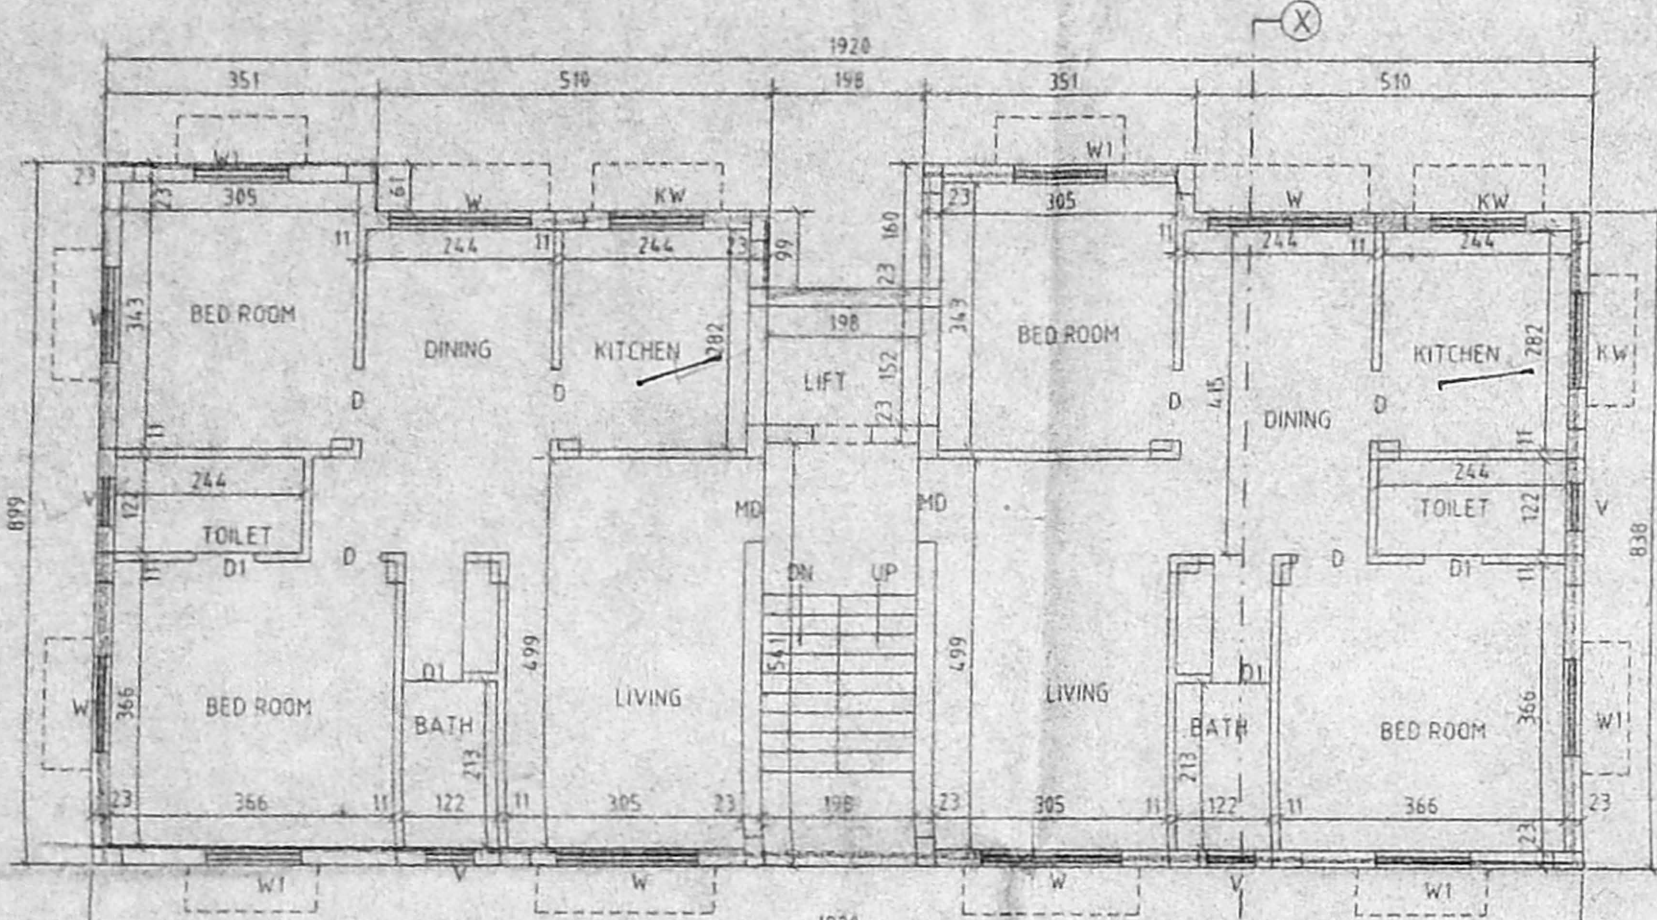 X
1920
351 510 198 351 510
W1 W1
23 23 305 61 W KW 160 23 305 W KW
11 244 11 244 23 99 11 244 11 244
23
343 BED ROOM DINING KITCHEN 282 198 343 BED ROOM 415 DINING KITCHEN 282 KW
LIFT 152
D D 23 D D
11 11
244 244
899 V 122 TOILET MD MD TOILET 122 V 838
D1 D D D1
11 DN UP 11
499 541 499
D1 D1
W 366 BED ROOM BATH LIVING LIVING BATH BED ROOM 366 W1
213 213
23 366 11 122 11 305 23 198 23 305 11 122 11 366 23
23
W1 V W W V W1